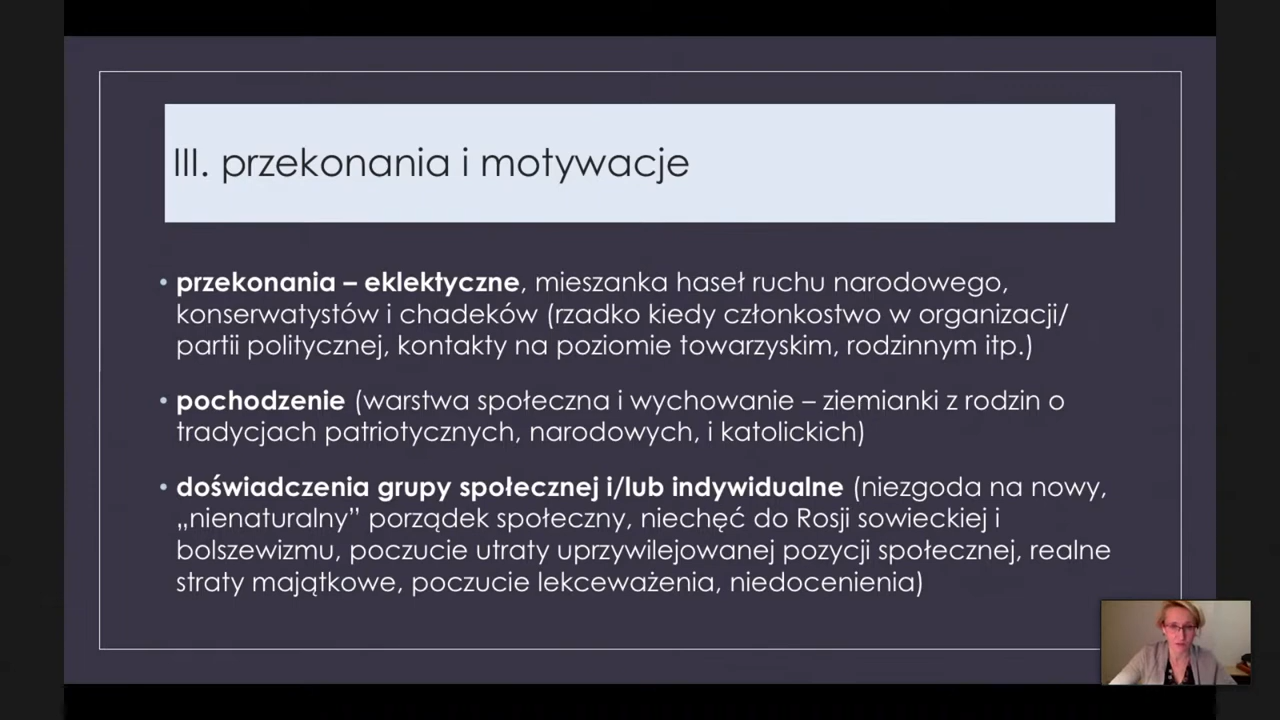 III. przekonania i motywacje
• przekonania – eklektyczne, mieszanka haseł ruchu narodowego,
konserwatystów i chadeków (rzadko kiedy członkostwo w organizacji/
partii politycznej, kontakty na poziomie towarzyskim, rodzinnym itp.)
• pochodzenie (warstwa społeczna i wychowanie – ziemianki z rodzin o
tradycjach patriotycznych, narodowych, i katolickich)
• doświadczenia grupy społecznej i/lub indywidualne (niezgoda na nowy,
„nienaturalny” porządek społeczny, niechęć do Rosji sowieckiej i
bolszewizmu, poczucie utraty uprzywilejowanej pozycji społecznej, realne
straty majątkowe, poczucie lekceważenia, niedocenienia)